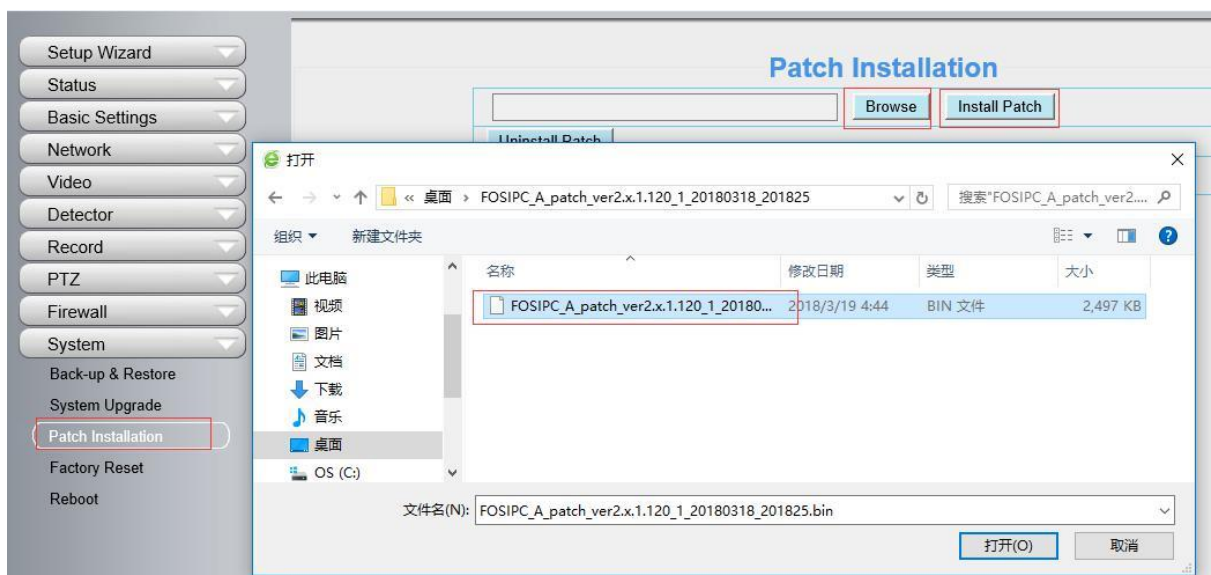 Setup Wizard
Status
Basic Settings
Network
Video
Detector
Record
PTZ
Firewall
System
Back-up & Restore
System Upgrade
Patch Installation
Factory Reset
Reboot
Patch Installation
Browse
Install Patch
Uninstall Patch
打开
« 桌面 › FOSIPC_A_patch_ver2.x.1.120_1_20180318_201825
搜索"FOSIPC_A_patch_ver2....
组织 新建文件夹
此电脑
视频
图片
文档
下载
音乐
桌面
OS (C:)
名称 修改日期 类型 大小
FOSIPC_A_patch_ver2.x.1.120_1_20180... 2018/3/19 4:44 BIN 文件 2,497 KB
文件名(N): FOSIPC_A_patch_ver2.x.1.120_1_20180318_201825.bin
打开(O) 取消